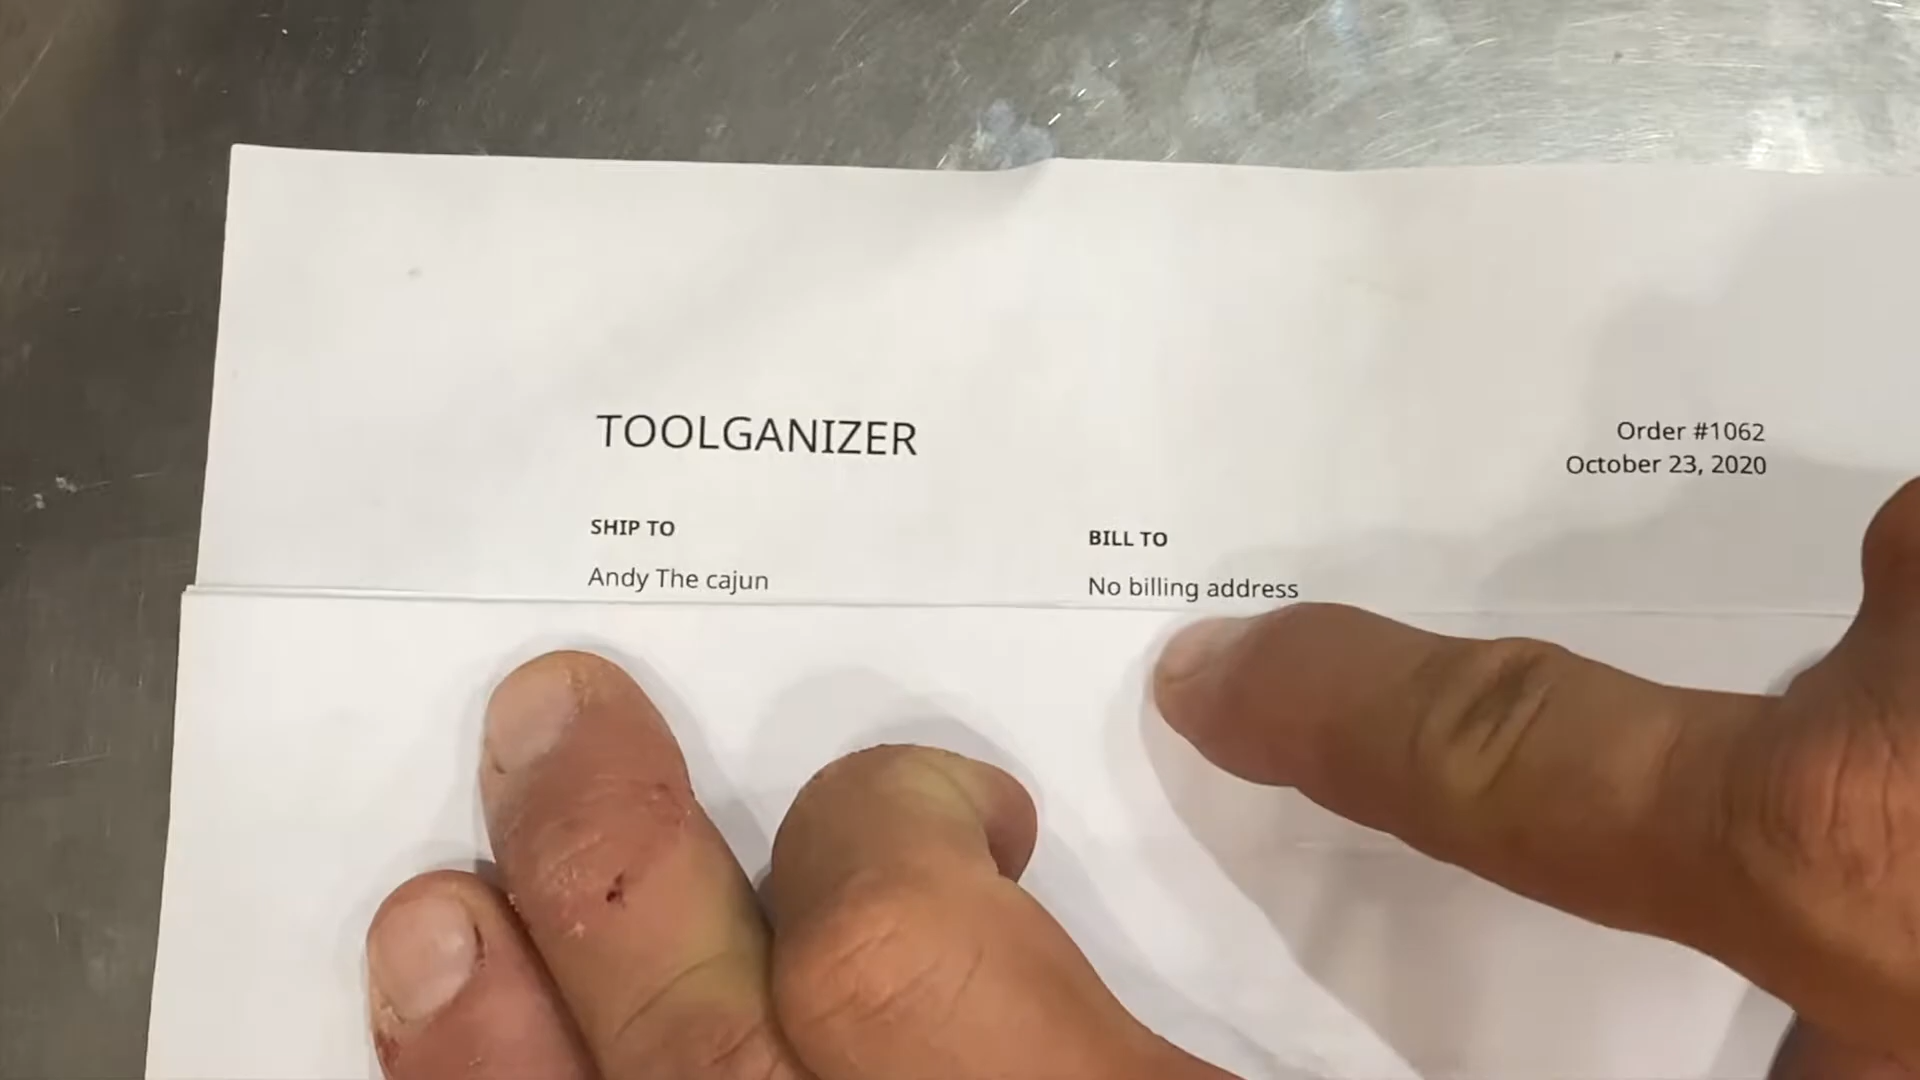 TOOLGANIZER
Order #1062
October 23, 2020
SHIP TO
Andy The cajun
BILL TO
No billing address